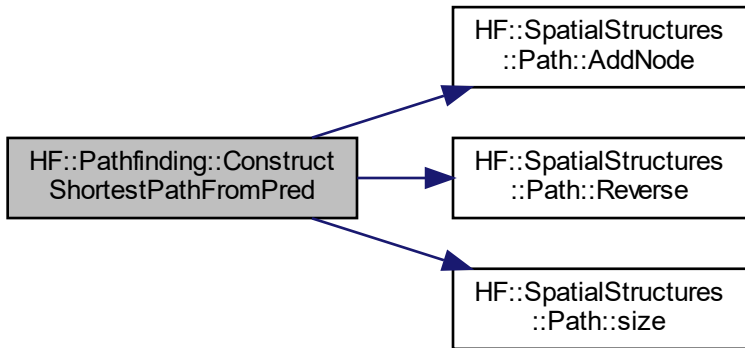 HF::SpatialStructures
::Path::AddNode
HF::Pathfinding::Construct
ShortestPathFromPred
HF::SpatialStructures
::Path::Reverse
HF::SpatialStructures
::Path::size